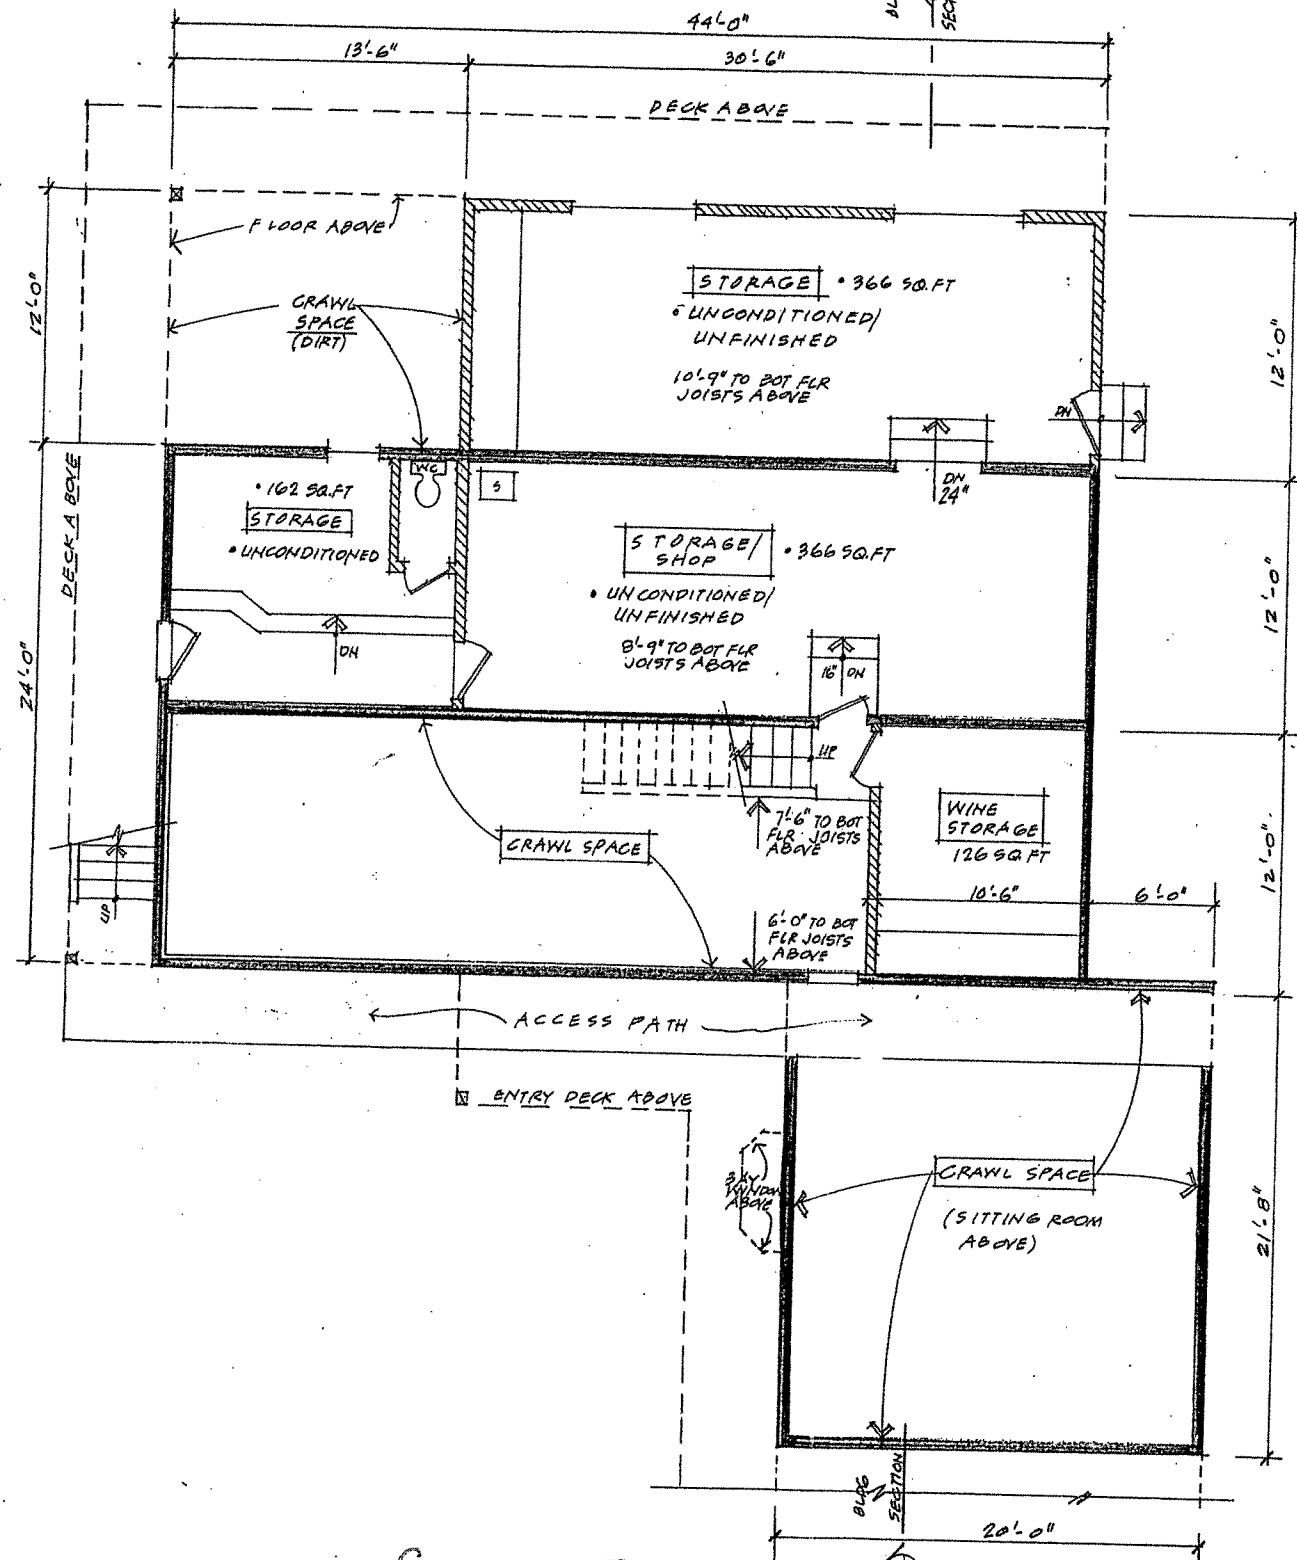 BL
SEC
44'-0"
13'-6"
30'-6"
DECK ABOVE
FLOOR ABOVE
12'-0"
CRAWL
SPACE
(DIRT)
STORAGE • 366 SQ.FT
• UNCONDITIONED/
UNFINISHED
10'-9" TO BOT FLR
JOISTS ABOVE
12'-0"
DN
DN
24"
WC
S
• 162 SQ.FT
STORAGE
• UNCONDITIONED
DECK ABOVE
STORAGE/
SHOP
• 366 SQ.FT
• UNCONDITIONED/
UNFINISHED
8'-9" TO BOT FLR
JOISTS ABOVE
12'-0"
DN
16" DN
24'-0"
UP
CRAWL SPACE
7'-6" TO BOT
FLR JOISTS
ABOVE
WINE
STORAGE
126 SQ FT
12'-0"
10'-6"
6'-0"
UP
6'-0" TO BOT
FLR JOISTS
ABOVE
ACCESS PATH
ENTRY DECK ABOVE
BAY
WINDOW
ABOVE
CRAWL SPACE
(SITTING ROOM
ABOVE)
21'-8"
BLDG
SECTION
20'-0"